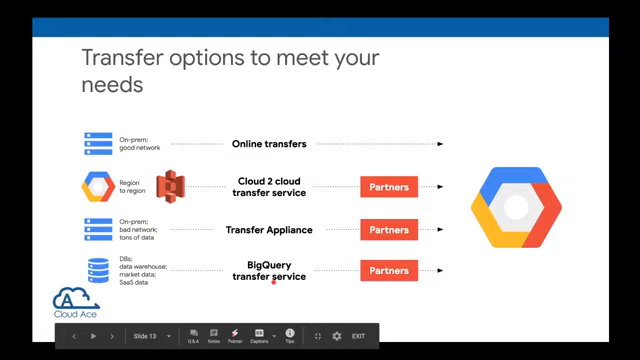 Transfer options to meet your
needs
On-prem;
good network
Online transfers
Region
to region
Cloud 2 cloud
transfer service
Partners
On-prem;
bad network;
tons of data
Transfer Appliance
Partners
DBs;
data warehouse;
market data;
SaaS data
BigQuery
transfer service
Partners
A
Cloud Ace
Slide 13
Q & A
Notes
Pointer
CC
Captions
Tips
EXIT